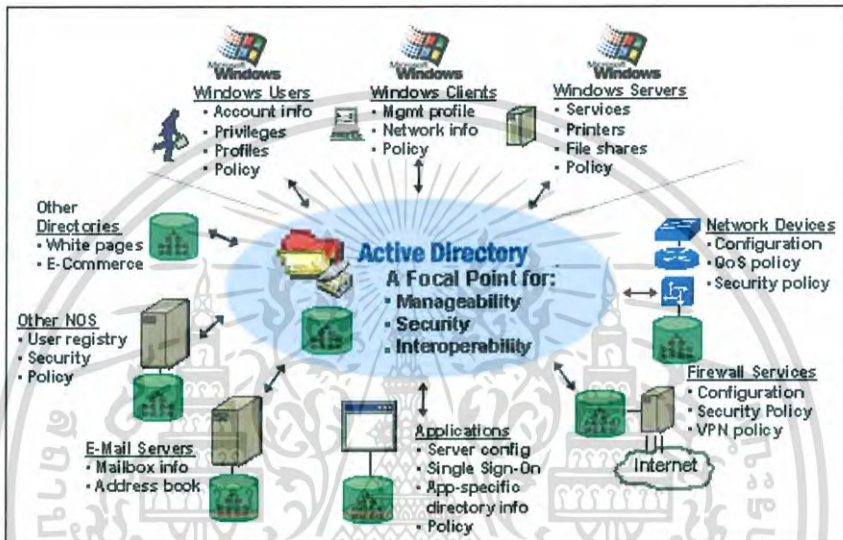 Microsoft
Windows
Microsoft
Windows
Microsoft
Windows
Windows Users
• Account info
• Privileges
• Profiles
• Policy
Windows Clients
• Mgmt profile
• Network info
• Policy
Windows Servers
• Services
• Printers
• File shares
• Policy
Other
Directories
• White pages
• E-Commerce
Active Directory
A Focal Point for:
• Manageability
• Security
• Interoperability
Network Devices
• Configuration
• QoS policy
• Security policy
Other NOS
• User registry
• Security
• Policy
Firewall Services
• Configuration
• Security Policy
• VPN policy
Internet
E-Mail Servers
• Mailbox info
• Address book
Applications
• Server config
• Single Sign-On
• App-specific
directory info
• Policy